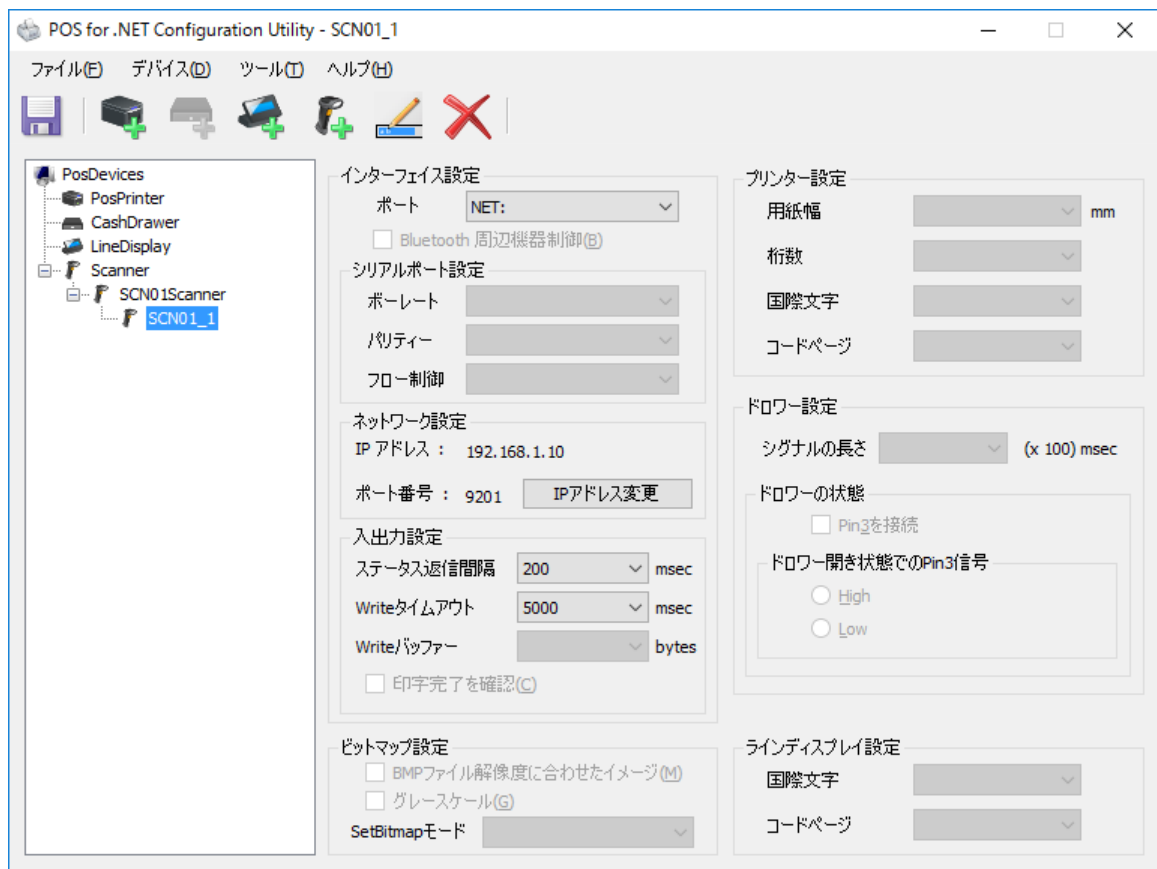 POS for .NET Configuration Utility - SCN01_1
ファイル(F) デバイス(D) ツール(T) ヘルプ(H)
PosDevices
PosPrinter
CashDrawer
LineDisplay
Scanner
SCN01Scanner
SCN01_1
インターフェイス設定
ポート NET:
Bluetooth 周辺機器制御(B)
シリアルポート設定
ボーレート
パリティー
フロー制御
ネットワーク設定
IP アドレス : 192.168.1.10
ポート番号 : 9201 IPアドレス変更
入出力設定
ステータス返信間隔 200 msec
Writeタイムアウト 5000 msec
Writeバッファー bytes
印字完了を確認(C)
ビットマップ設定
BMPファイル解像度に合わせたイメージ(M)
グレースケール(G)
SetBitmapモード
プリンター設定
用紙幅 mm
桁数
国際文字
コードページ
ドロワー設定
シグナルの長さ (x 100) msec
ドロワーの状態
Pin3を接続
ドロワー開き状態でのPin3信号
High
Low
ラインディスプレイ設定
国際文字
コードページ